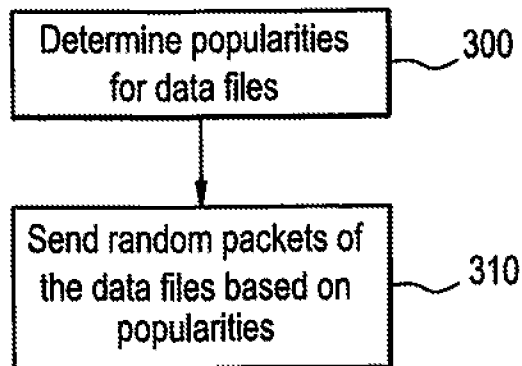 Determine popularities
for data files
300
Send random packets of
the data files based on
popularities
310